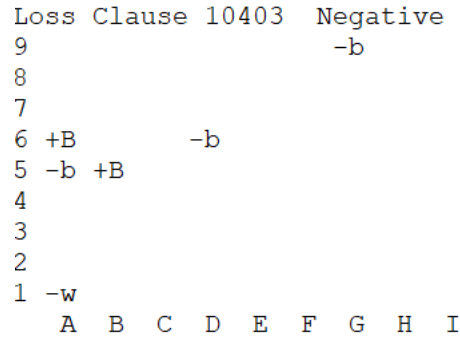 Loss Clause 10403  Negative
9                   -b
8
7
6 +B       -b
5 -b +B
4
3
2
1 -w
   A  B  C  D  E  F  G  H  I